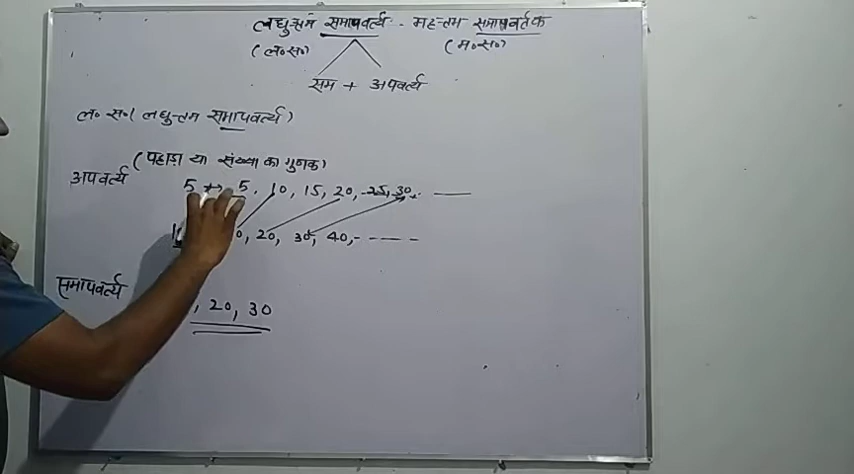 लघुत्तम समापवर्त्य - महत्तम समापवर्तक
(ल०स०) (म०स०)
सम + अपवर्त्य
ल० स० ( लघुत्तम समापवर्त्य )
(पहाड़ा या संख्या का गुणक)
अपवर्त्य 5 → 5, 10, 15, 20, 25, 30,
20, 30, 40,
समापवर्त्य , 20, 30